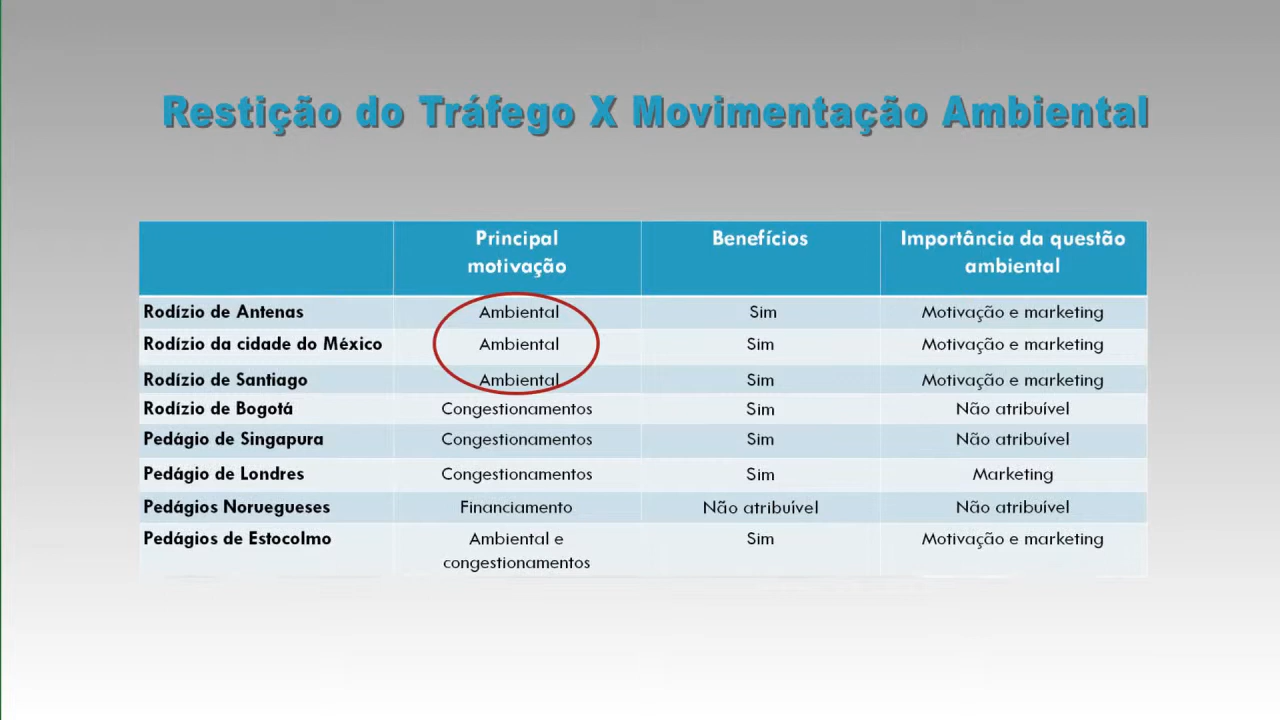 Restição do Tráfego X Movimentação Ambiental
Principal motivação Benefícios Importância da questão ambiental
Rodízio de Antenas Ambiental Sim Motivação e marketing
Rodízio da cidade do México Ambiental Sim Motivação e marketing
Rodízio de Santiago Ambiental Sim Motivação e marketing
Rodízio de Bogotá Congestionamentos Sim Não atribuível
Pedágio de Singapura Congestionamentos Sim Não atribuível
Pedágio de Londres Congestionamentos Sim Marketing
Pedágios Noruegueses Financiamento Não atribuível Não atribuível
Pedágios de Estocolmo Ambiental e congestionamentos Sim Motivação e marketing